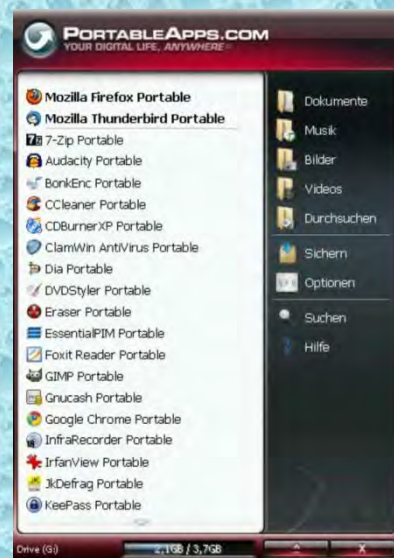 PORTABLEAPPS.COM
YOUR DIGITAL LIFE, ANYWHERE
Mozilla Firefox Portable
Mozilla Thunderbird Portable
7-Zip Portable
Audacity Portable
BonkEnc Portable
CCleaner Portable
CDBurnerXP Portable
ClamWin AntiVirus Portable
Dia Portable
DVDStyler Portable
Eraser Portable
EssentialPIM Portable
Foxit Reader Portable
GIMP Portable
Gnucash Portable
Google Chrome Portable
InfraRecorder Portable
IrfanView Portable
JkDefrag Portable
KeePass Portable
Dokumente
Musik
Bilder
Videos
Durchsuchen
Sichern
Optionen
Suchen
Hilfe
Drive (G:) 2,1GB / 3,7GB X